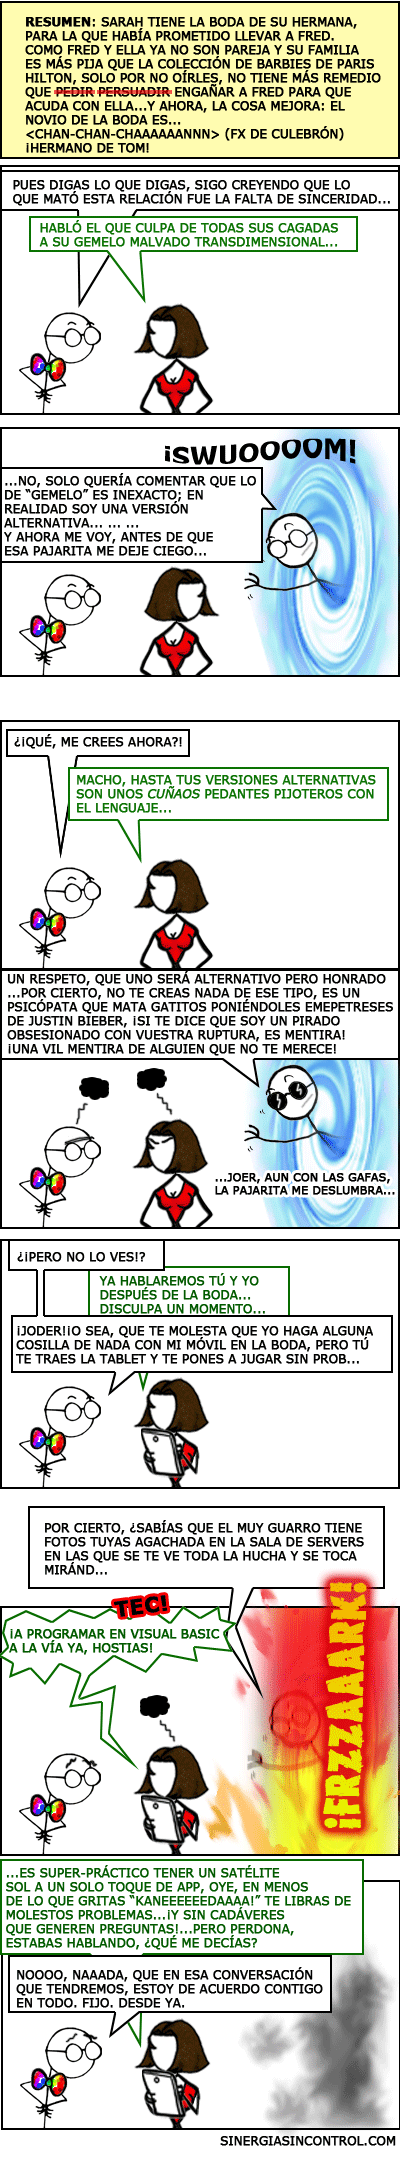 RESUMEN: SARAH TIENE LA BODA DE SU HERMANA,
PARA LA QUE HABÍA PROMETIDO LLEVAR A FRED.
COMO FRED Y ELLA YA NO SON PAREJA Y SU FAMILIA
ES MÁS PIJA QUE LA COLECCIÓN DE BARBIES DE PARIS
HILTON, SOLO POR NO OÍRLES, NO TIENE MÁS REMEDIO
QUE PEDIR PERSUADIR ENGAÑAR A FRED PARA QUE
ACUDA CON ELLA...Y AHORA, LA COSA MEJORA: EL
NOVIO DE LA BODA ES...
<CHAN-CHAN-CHAAAAAANNN> (FX DE CULEBRÓN)
¡HERMANO DE TOM!
PUES DIGAS LO QUE DIGAS, SIGO CREYENDO QUE LO
QUE MATÓ ESTA RELACIÓN FUE LA FALTA DE SINCERIDAD...
HABLÓ EL QUE CULPA DE TODAS SUS CAGADAS
A SU GEMELO MALVADO TRANSDIMENSIONAL...
¡SWUOOOOM!
...NO, SOLO QUERÍA COMENTAR QUE LO
DE "GEMELO" ES INEXACTO; EN
REALIDAD SOY UNA VERSIÓN
ALTERNATIVA... ... ...
Y AHORA ME VOY, ANTES DE QUE
ESA PAJARITA ME DEJE CIEGO...
¿¡QUÉ, ME CREES AHORA?!
MACHO, HASTA TUS VERSIONES ALTERNATIVAS
SON UNOS CUÑAOS PEDANTES PIJOTEROS CON
EL LENGUAJE...
UN RESPETO, QUE UNO SERÁ ALTERNATIVO PERO HONRADO
...POR CIERTO, NO TE CREAS NADA DE ESE TIPO, ES UN
PSICÓPATA QUE MATA GATITOS PONIÉNDOLES EMEPETRESES
DE JUSTIN BIEBER, ¡SI TE DICE QUE SOY UN PIRADO
OBSESIONADO CON VUESTRA RUPTURA, ES MENTIRA!
¡UNA VIL MENTIRA DE ALGUIEN QUE NO TE MERECE!
...JOER, AUN CON LAS GAFAS,
LA PAJARITA ME DESLUMBRA...
¿¡PERO NO LO VES!?
YA HABLAREMOS TÚ Y YO
DESPUÉS DE LA BODA...
DISCULPA UN MOMENTO...
¡JODER!¡O SEA, QUE TE MOLESTA QUE YO HAGA ALGUNA
COSILLA DE NADA CON MI MÓVIL EN LA BODA, PERO TÚ
TE TRAES LA TABLET Y TE PONES A JUGAR SIN PROB...
POR CIERTO, ¿SABÍAS QUE EL MUY GUARRO TIENE
FOTOS TUYAS AGACHADA EN LA SALA DE SERVERS
EN LAS QUE SE TE VE TODA LA HUCHA Y SE TOCA
MIRÁND...
TEC!
¡A PROGRAMAR EN VISUAL BASIC
A LA VÍA YA, HOSTIAS!
¡FRZZAAARK!
...ES SUPER-PRÁCTICO TENER UN SATÉLITE
SOL A UN SOLO TOQUE DE APP, OYE, EN MENOS
DE LO QUE GRITAS "KANEEEEEEDAAAA!" TE LIBRAS DE
MOLESTOS PROBLEMAS...¡Y SIN CADÁVERES
QUE GENEREN PREGUNTAS!...PERO PERDONA,
ESTABAS HABLANDO, ¿QUÉ ME DECÍAS?
NOOOO, NAAADA, QUE EN ESA CONVERSACIÓN
QUE TENDREMOS, ESTOY DE ACUERDO CONTIGO
EN TODO. FIJO. DESDE YA.
SINERGIASINCONTROL.COM